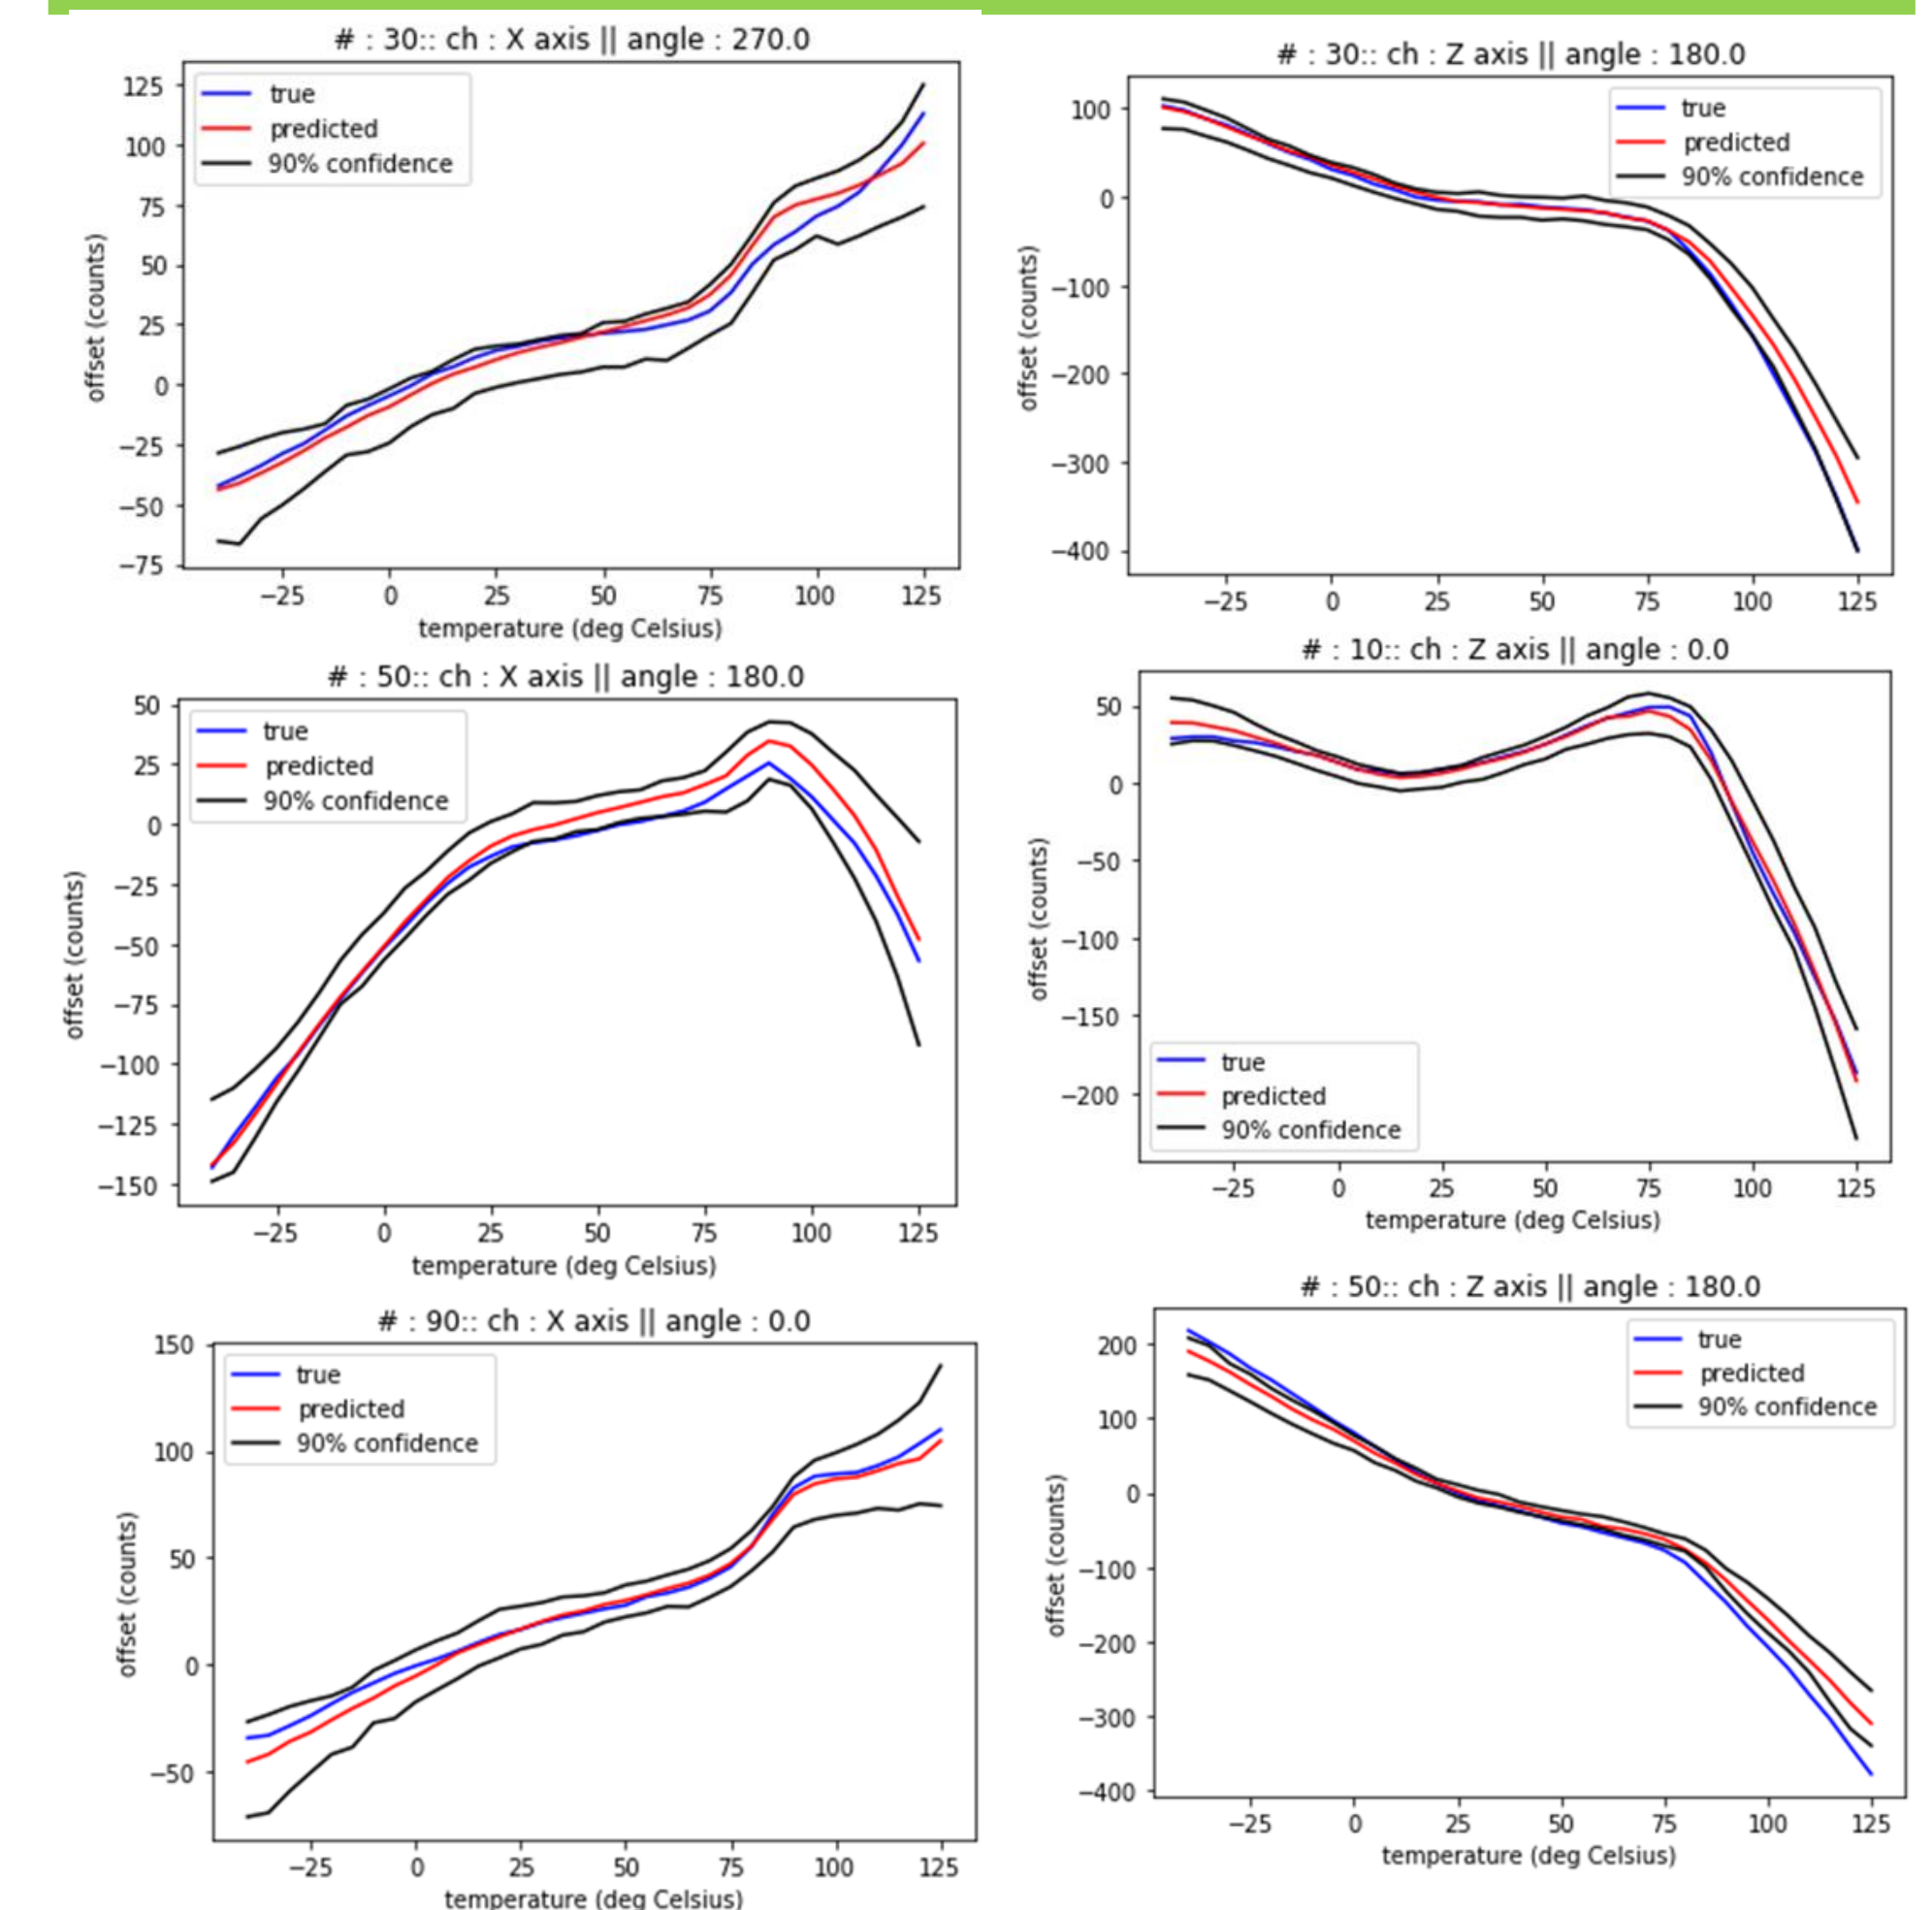 # : 30:: ch : X axis || angle : 270.0
true
predicted
90% confidence
125
100
75
50
25
0
−25
−50
−75
offset (counts)
−25 0 25 50 75 100 125
temperature (deg Celsius)
# : 30:: ch : Z axis || angle : 180.0
true
predicted
90% confidence
100
0
−100
−200
−300
−400
offset (counts)
−25 0 25 50 75 100 125
# : 50:: ch : X axis || angle : 180.0
true
predicted
90% confidence
50
25
0
−25
−50
−75
−100
−125
−150
offset (counts)
−25 0 25 50 75 100 125
temperature (deg Celsius)
# : 10:: ch : Z axis || angle : 0.0
50
0
−50
−100
−150
−200
offset (counts)
true
predicted
90% confidence
−25 0 25 50 75 100 125
temperature (deg Celsius)
# : 90:: ch : X axis || angle : 0.0
true
predicted
90% confidence
150
100
50
0
−50
offset (counts)
−25 0 25 50 75 100 125
temperature (deg Celsius)
# : 50:: ch : Z axis || angle : 180.0
true
predicted
90% confidence
200
100
0
−100
−200
−300
−400
offset (counts)
−25 0 25 50 75 100 125
temperature (deg Celsius)